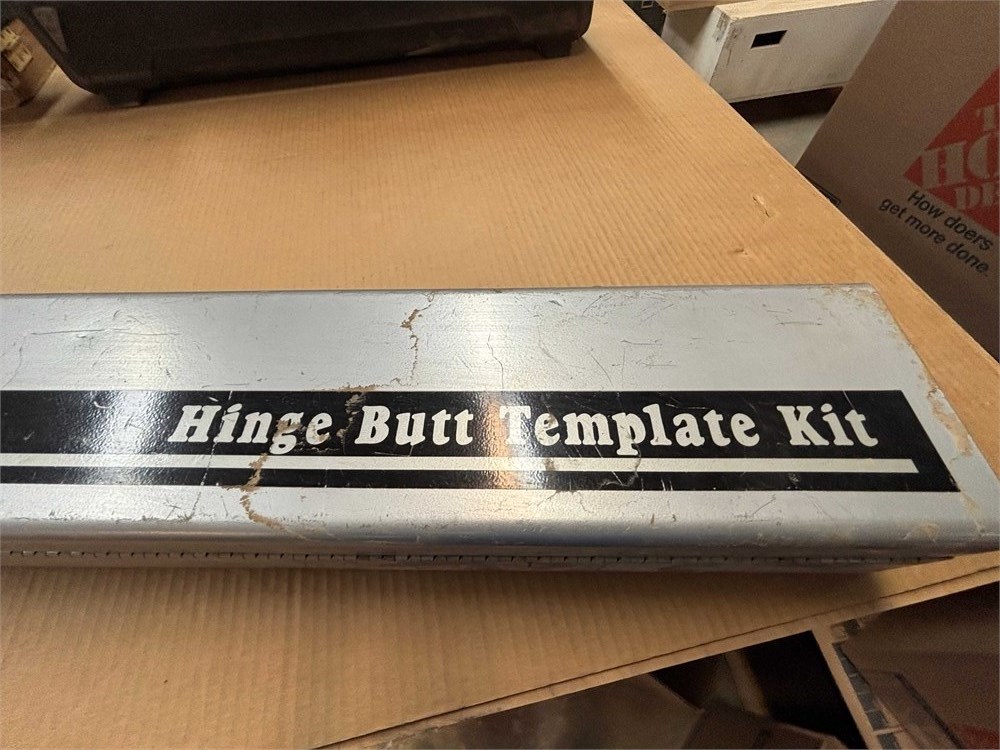 Hinge Butt Template Kit
How doers
get more done.